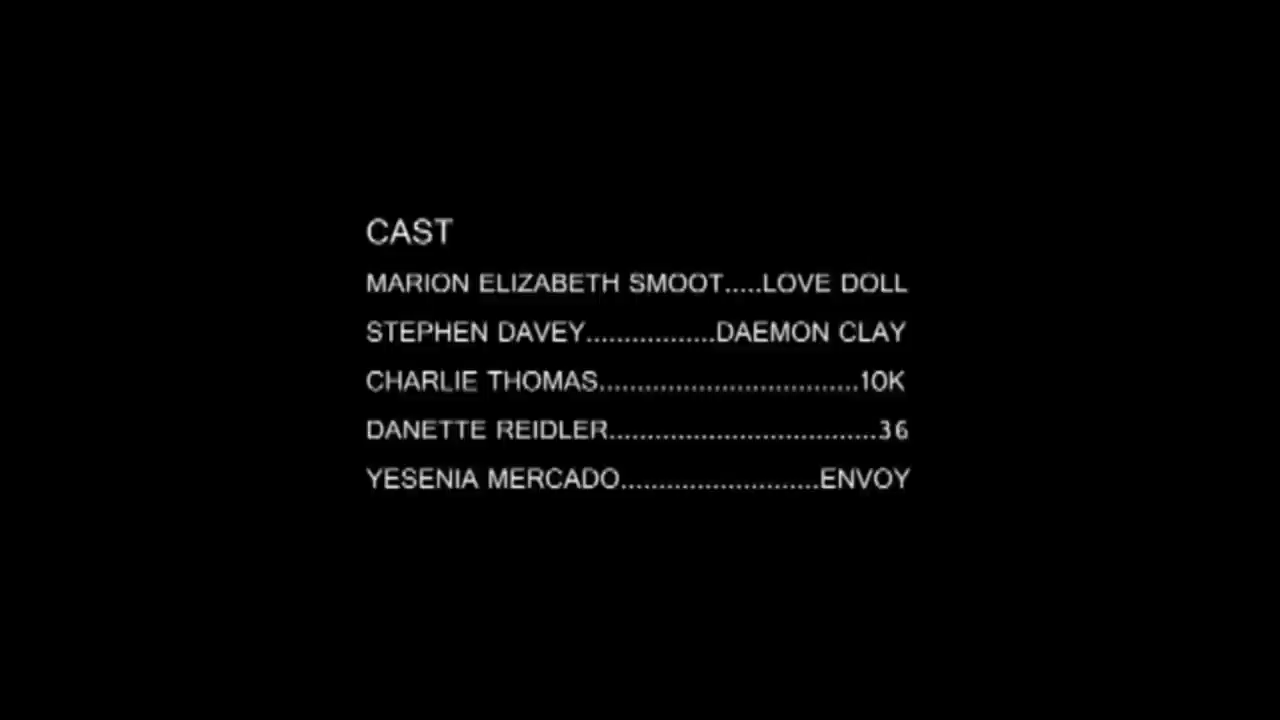 CAST
MARION ELIZABETH SMOOT.....LOVE DOLL
STEPHEN DAVEY.................DAEMON CLAY
CHARLIE THOMAS..................................10K
DANETTE REIDLER...................................36
YESENIA MERCADO..........................ENVOY